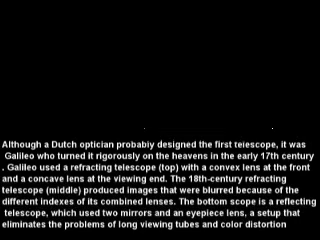 Although a Dutch optician probabiy designed the first telescope, it was
Galileo who turned it rigorously on the heavens in the early 17th century
. Galileo used a refracting telescope (top) with a convex lens at the front
and a concave lens at the viewing end. The 18th-century refracting
telescope (middle) produced images that were blurred because of the
different indexes of its combined lenses. The bottom scope is a reflecting
telescope, which used two mirrors and an eyepiece lens, a setup that
eliminates the problems of long viewing tubes and color distortion